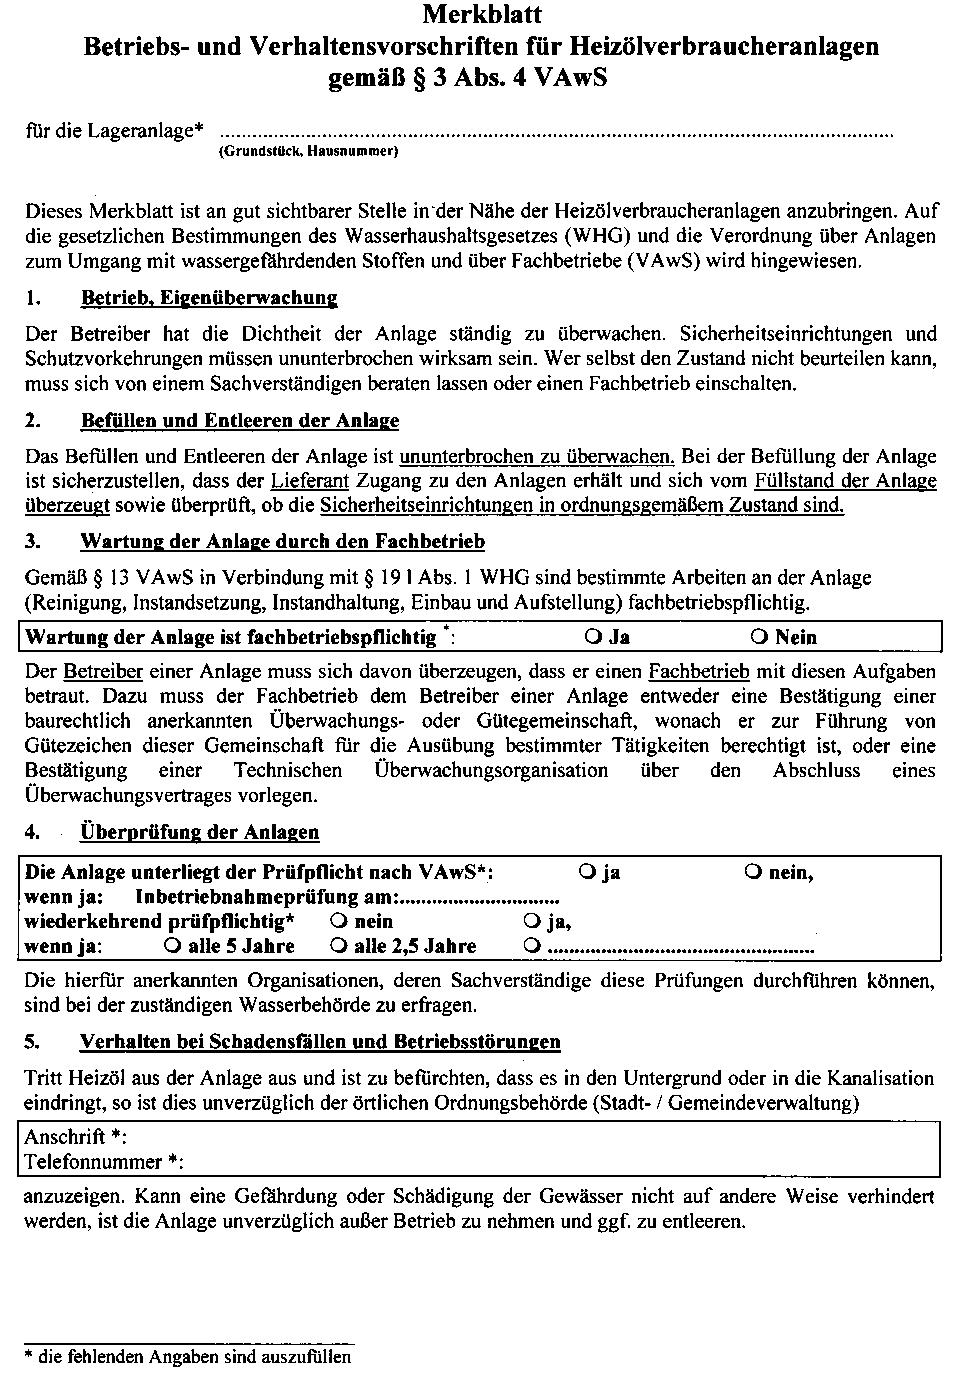 Merkblatt
Betriebs- und Verhaltensvorschriften für Heizölverbraucheranlagen
gemäß § 3 Abs. 4 VAwS
für die Lageranlage* ........................................................................................................................
(Grundstück, Hausnummer)
Dieses Merkblatt ist an gut sichtbarer Stelle in der Nähe der Heizölverbraucheranlagen anzubringen. Auf
die gesetzlichen Bestimmungen des Wasserhaushaltsgesetzes (WHG) und die Verordnung über Anlagen
zum Umgang mit wassergefährdenden Stoffen und über Fachbetriebe (VAwS) wird hingewiesen.
1. Betrieb, Eigenüberwachung
Der Betreiber hat die Dichtheit der Anlage ständig zu überwachen. Sicherheitseinrichtungen und
Schutzvorkehrungen müssen ununterbrochen wirksam sein. Wer selbst den Zustand nicht beurteilen kann,
muss sich von einem Sachverständigen beraten lassen oder einen Fachbetrieb einschalten.
2. Befüllen und Entleeren der Anlage
Das Befüllen und Entleeren der Anlage ist ununterbrochen zu überwachen. Bei der Befüllung der Anlage
ist sicherzustellen, dass der Lieferant Zugang zu den Anlagen erhält und sich vom Füllstand der Anlage
überzeugt sowie überprüft, ob die Sicherheitseinrichtungen in ordnungsgemäßem Zustand sind.
3. Wartung der Anlage durch den Fachbetrieb
Gemäß § 13 VAwS in Verbindung mit § 19 l Abs. 1 WHG sind bestimmte Arbeiten an der Anlage
(Reinigung, Instandsetzung, Instandhaltung, Einbau und Aufstellung) fachbetriebspflichtig.
Wartung der Anlage ist fachbetriebspflichtig *: O Ja O Nein
Der Betreiber einer Anlage muss sich davon überzeugen, dass er einen Fachbetrieb mit diesen Aufgaben
betraut. Dazu muss der Fachbetrieb dem Betreiber einer Anlage entweder eine Bestätigung einer
baurechtlich anerkannten Überwachungs- oder Gütegemeinschaft, wonach er zur Führung von
Gütezeichen dieser Gemeinschaft für die Ausübung bestimmter Tätigkeiten berechtigt ist, oder eine
Bestätigung einer Technischen Überwachungsorganisation über den Abschluss eines
Überwachungsvertrages vorlegen.
4. Überprüfung der Anlagen
Die Anlage unterliegt der Prüfpflicht nach VAwS*: O ja O nein,
wenn ja: Inbetriebnahmeprüfung am:...............................
wiederkehrend prüfpflichtig* O nein O ja,
wenn ja: O alle 5 Jahre O alle 2,5 Jahre O ...................................................
Die hierfür anerkannten Organisationen, deren Sachverständige diese Prüfungen durchführen können,
sind bei der zuständigen Wasserbehörde zu erfragen.
5. Verhalten bei Schadensfällen und Betriebsstörungen
Tritt Heizöl aus der Anlage aus und ist zu befürchten, dass es in den Untergrund oder in die Kanalisation
eindringt, so ist dies unverzüglich der örtlichen Ordnungsbehörde (Stadt- / Gemeindeverwaltung)
Anschrift *:
Telefonnummer *:
anzuzeigen. Kann eine Gefährdung oder Schädigung der Gewässer nicht auf andere Weise verhindert
werden, ist die Anlage unverzüglich außer Betrieb zu nehmen und ggf. zu entleeren.
* die fehlenden Angaben sind auszufüllen